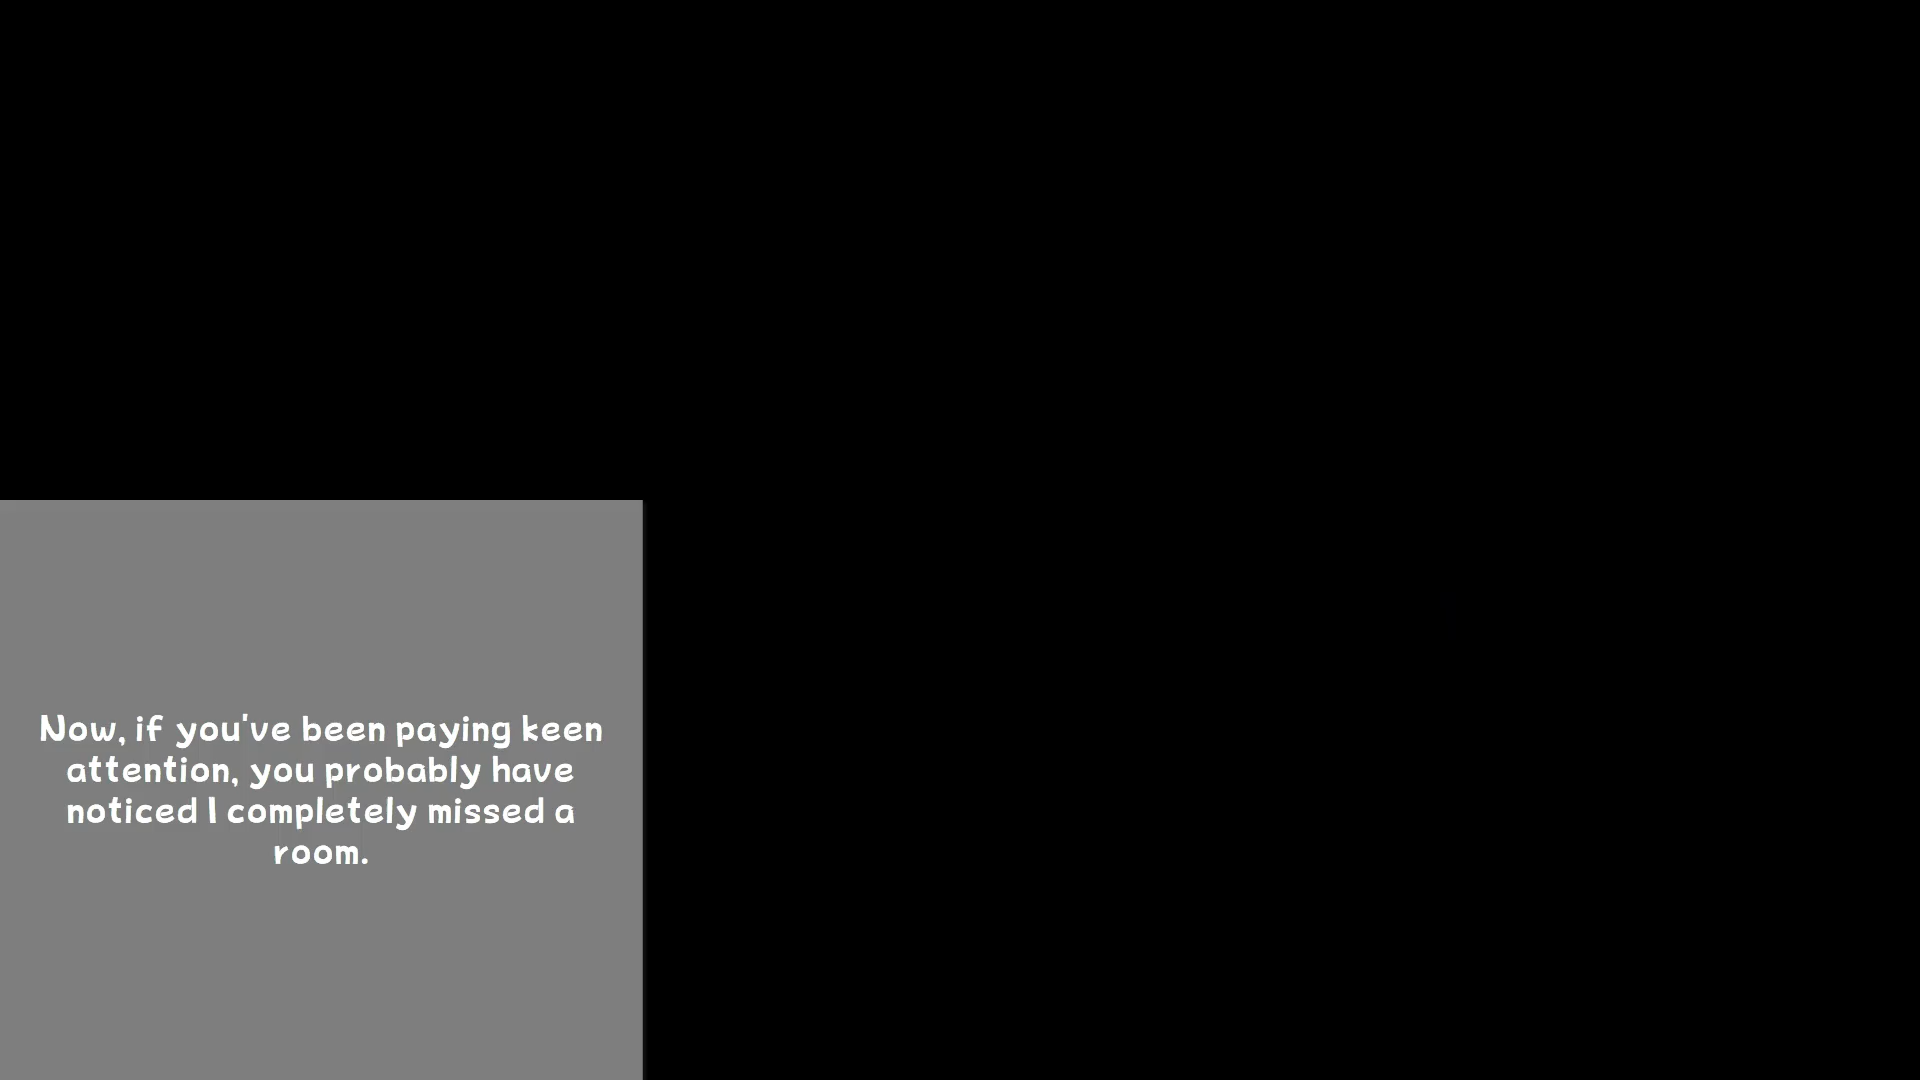 Now, if you've been paying keen
attention, you probably have
noticed I completely missed a
room.